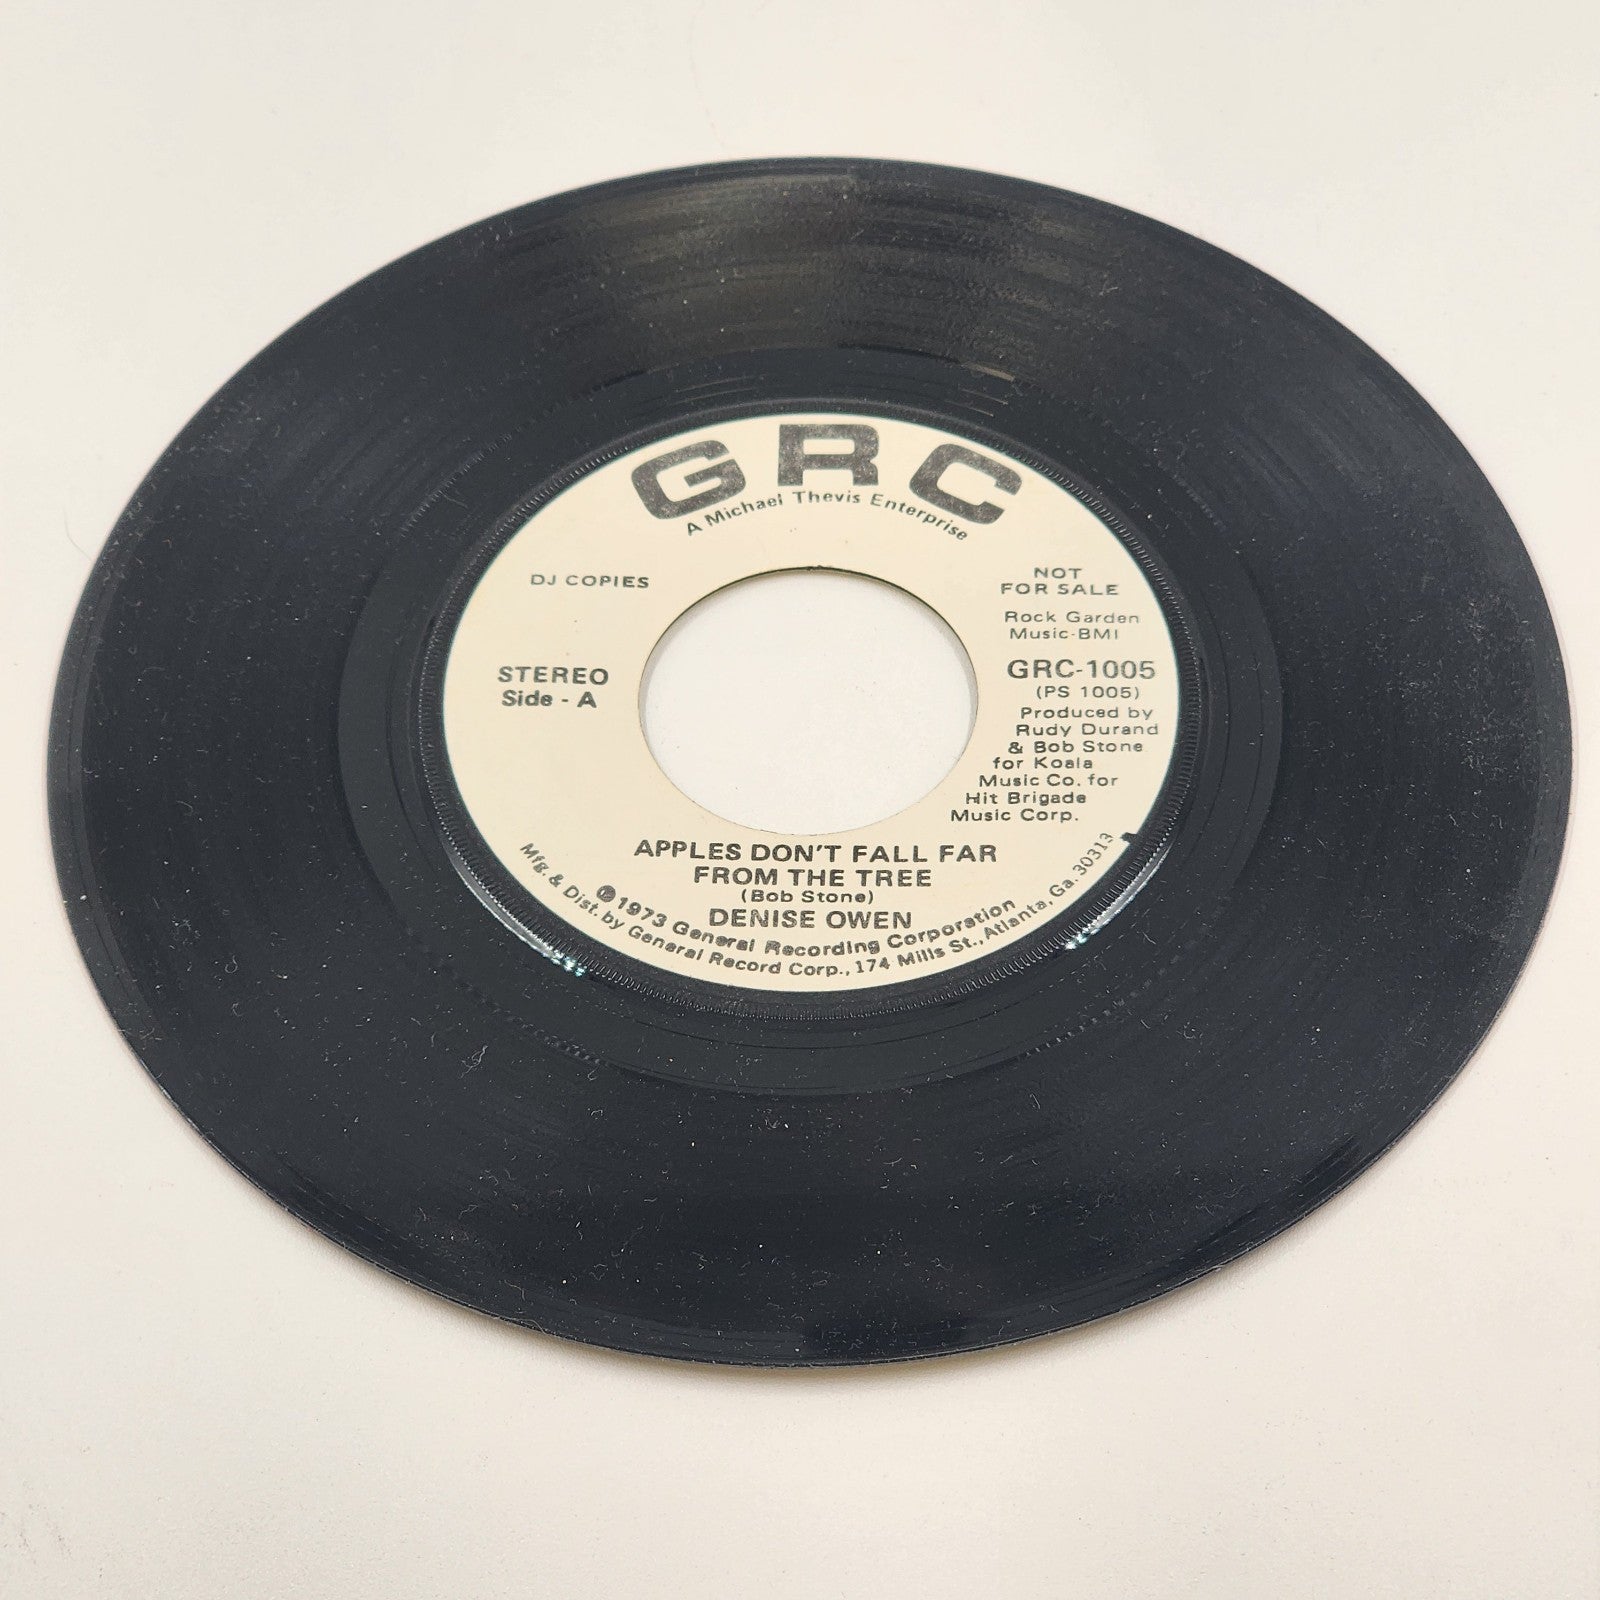 GRC
A Michael Thevis Enterprise
DJ COPIES
NOT
FOR SALE
Rock Garden
Music-BMI
STEREO
Side - A
GRC-1005
(PS 1005)
Produced by
Rudy Durand
& Bob Stone
for Koala
Music Co. for
Hit Brigade
Music Corp.
APPLES DON'T FALL FAR
FROM THE TREE
(Bob Stone)
DENISE OWEN
℗1973 General Recording Corporation
Mfg. & Dist. by General Record Corp., 174 Mills St., Atlanta, Ga. 30313